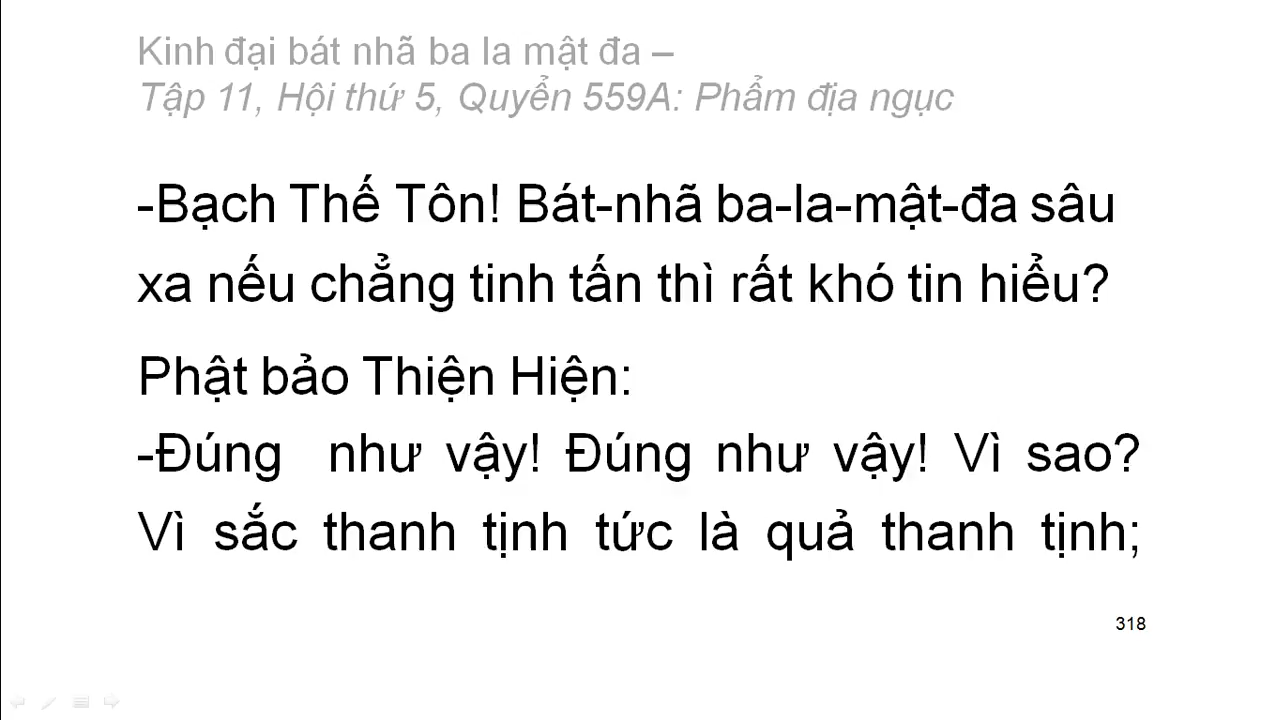 Kinh đại bát nhã ba la mật đa –
Tập 11, Hội thứ 5, Quyển 559A: Phẩm địa ngục
-Bạch Thế Tôn! Bát-nhã ba-la-mật-đa sâu
xa nếu chẳng tinh tấn thì rất khó tin hiểu?
Phật bảo Thiện Hiện:
-Đúng như vậy! Đúng như vậy! Vì sao?
Vì sắc thanh tịnh tức là quả thanh tịnh;
318